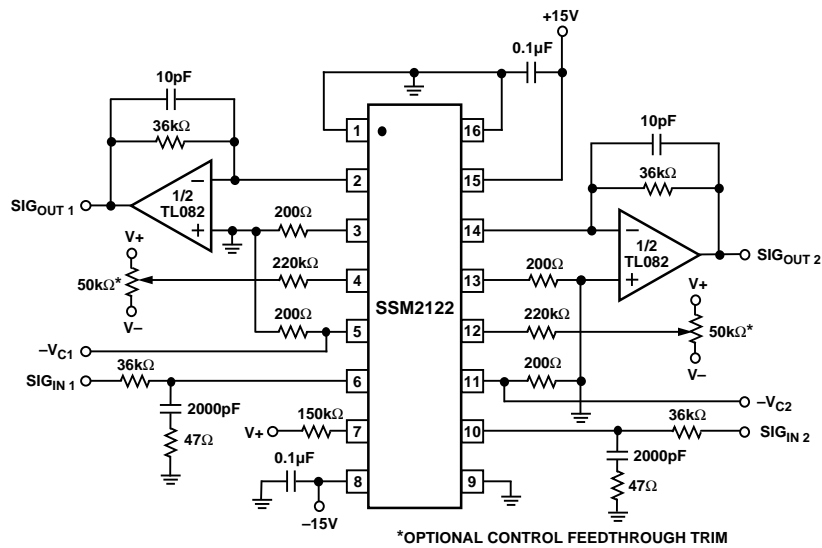 +15V
0.1µF
10pF
36kΩ
1/2
TL082
−
+
SIGOUT 1
200Ω
V+
50kΩ*
V−
220kΩ
200Ω
−VC1
SIGIN 1
36kΩ
2000pF
47Ω
V+
150kΩ
0.1µF
−15V
1
2
3
4
5
6
7
8
SSM2122
16
15
14
13
12
11
10
9
10pF
36kΩ
−
+
1/2
TL082
SIGOUT 2
200Ω
220kΩ
V+
50kΩ*
V−
200Ω
−VC2
36kΩ
SIGIN 2
2000pF
47Ω
*OPTIONAL CONTROL FEEDTHROUGH TRIM